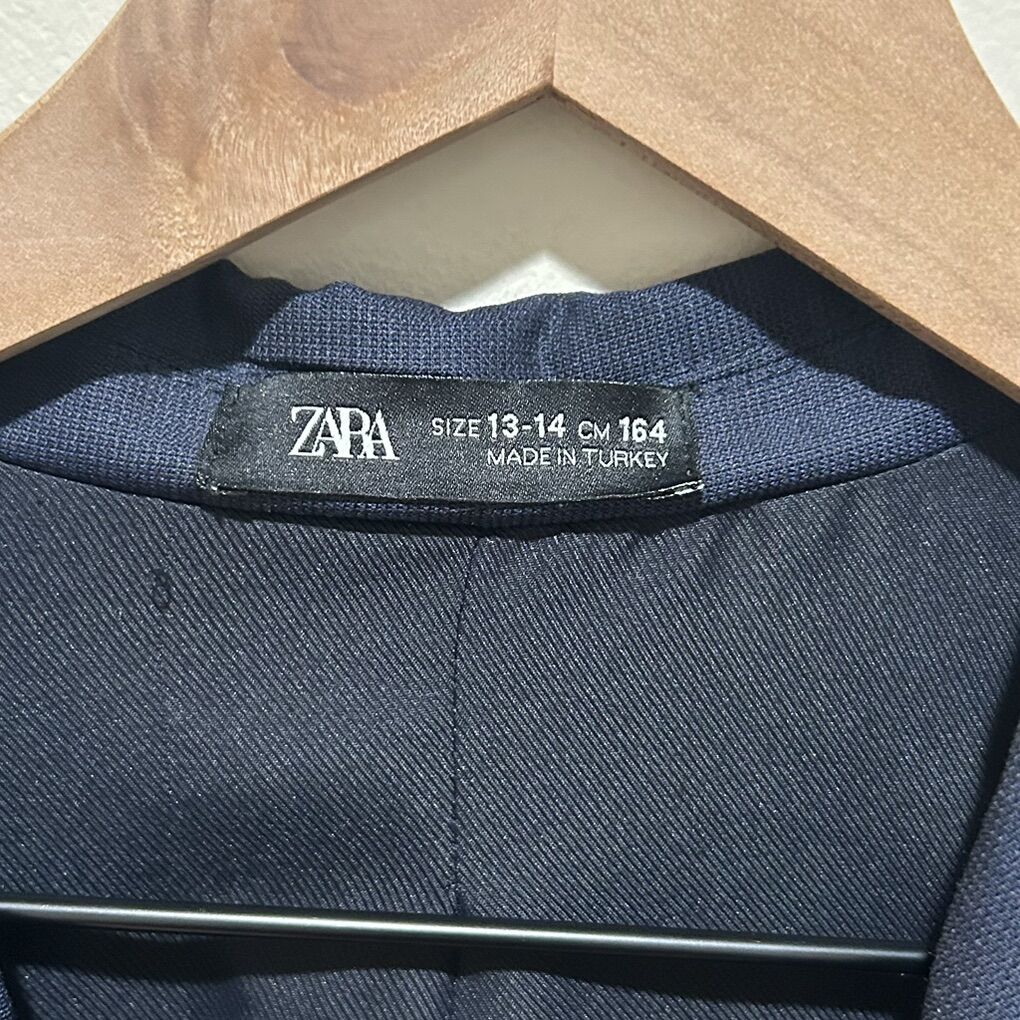 ZARA SIZE 13-14 CM 164
MADE IN TURKEY